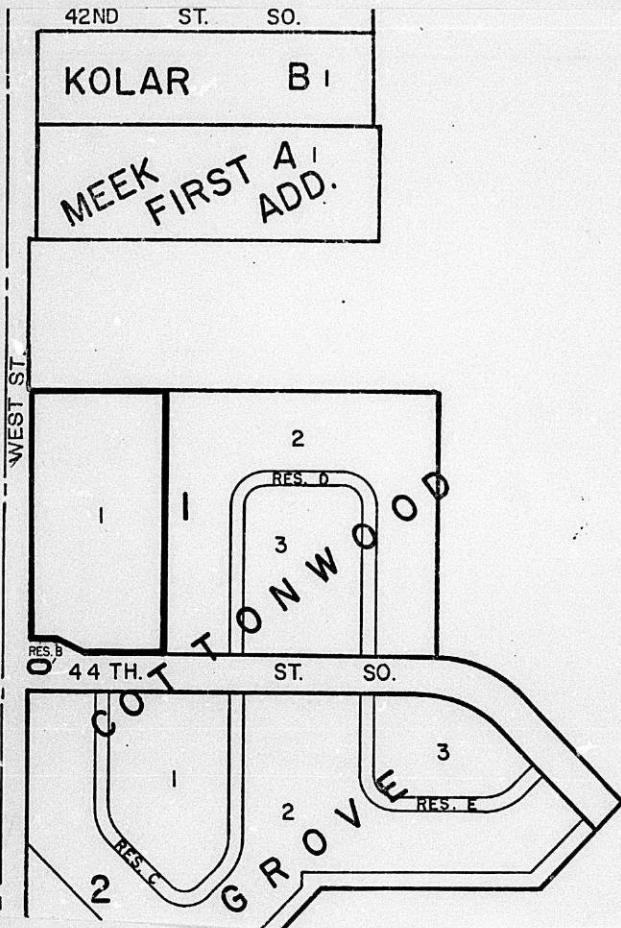 42ND ST. SO.
KOLAR B 1
MEEK FIRST A 1
ADD.
WEST ST.
2
RES. D
1
1
3
COTTONWOOD
RES. B
44 TH. ST. SO.
3
1
2
RES. E
RES. C
2
GROVE